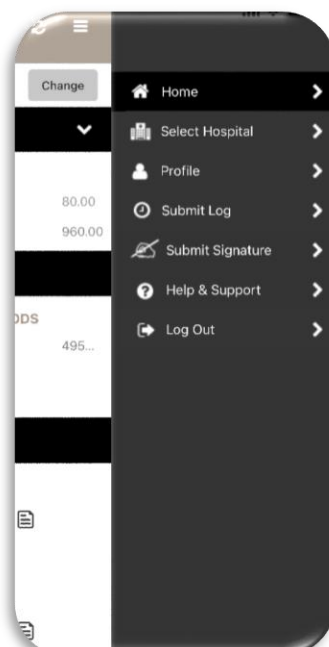 Change
Home
Select Hospital
Profile
80.00
Submit Log
960.00
Submit Signature
Help & Support
ODS
Log Out
495...